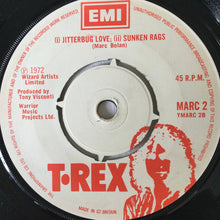 EMI
(i) JITTERBUG LOVE; (ii) SUNKEN RAGS
(Marc Bolan)
℗ 1972
Wizard Artists
Limited
Produced by
Tony Visconti
Warrior
Music Projects
Ltd.
45 R.P.M.
MARC 2
YMARC 2B
T·REX
MADE IN GT BRITAIN